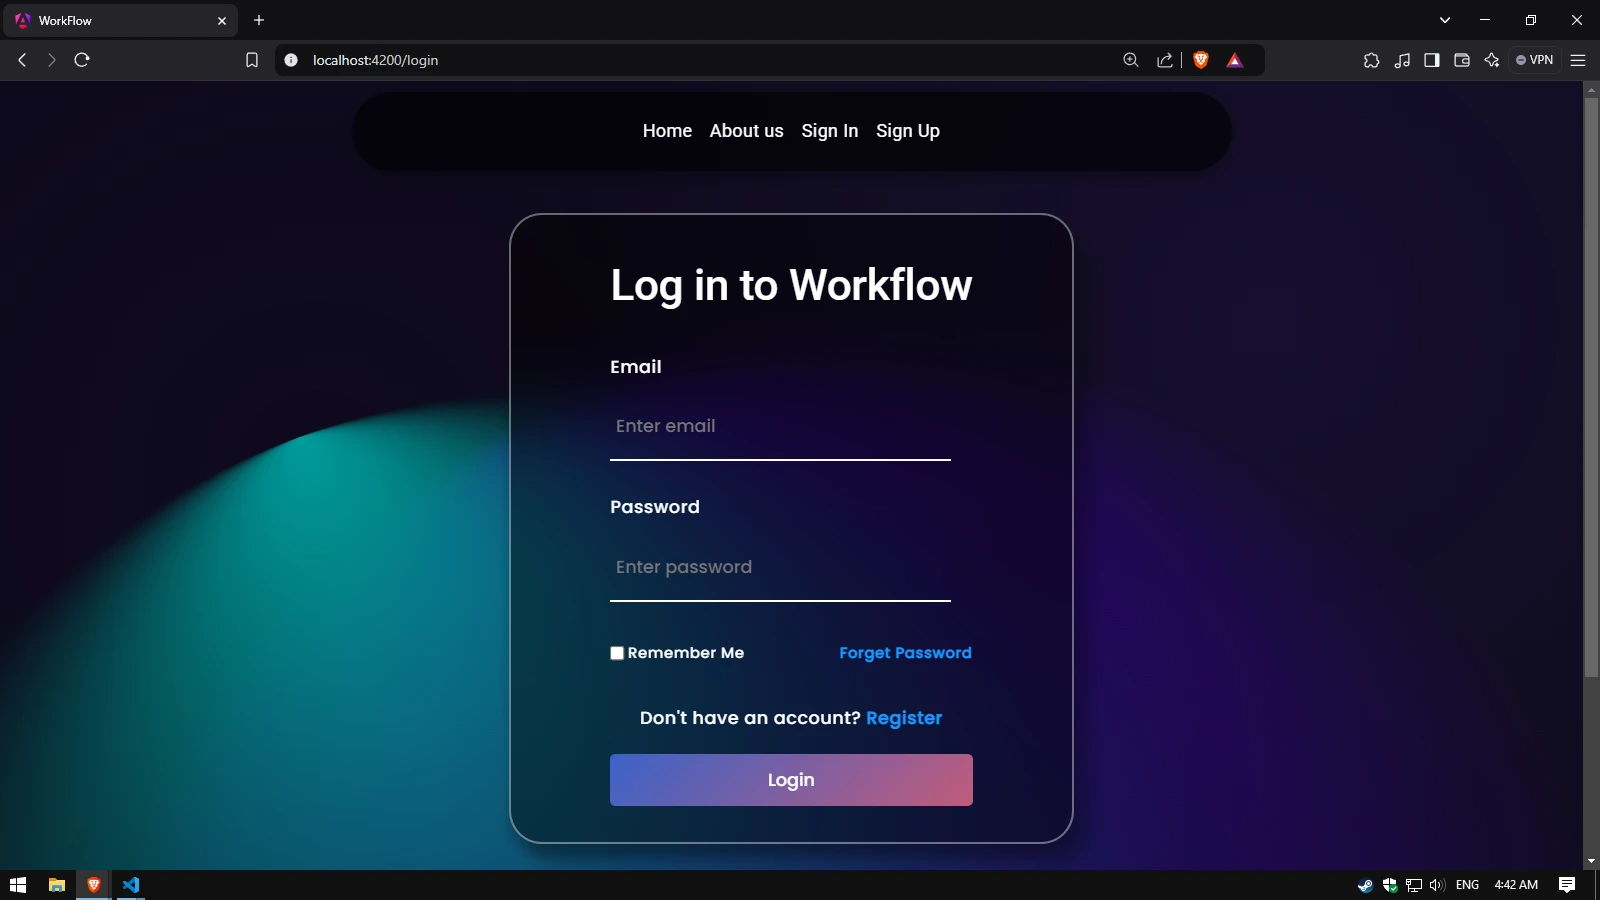 WorkFlow
localhost:4200/login
VPN
Home About us Sign In Sign Up
Log in to Workflow
Email
Enter email
Password
Enter password
Remember Me Forget Password
Don't have an account? Register
Login
ENG 4:42 AM